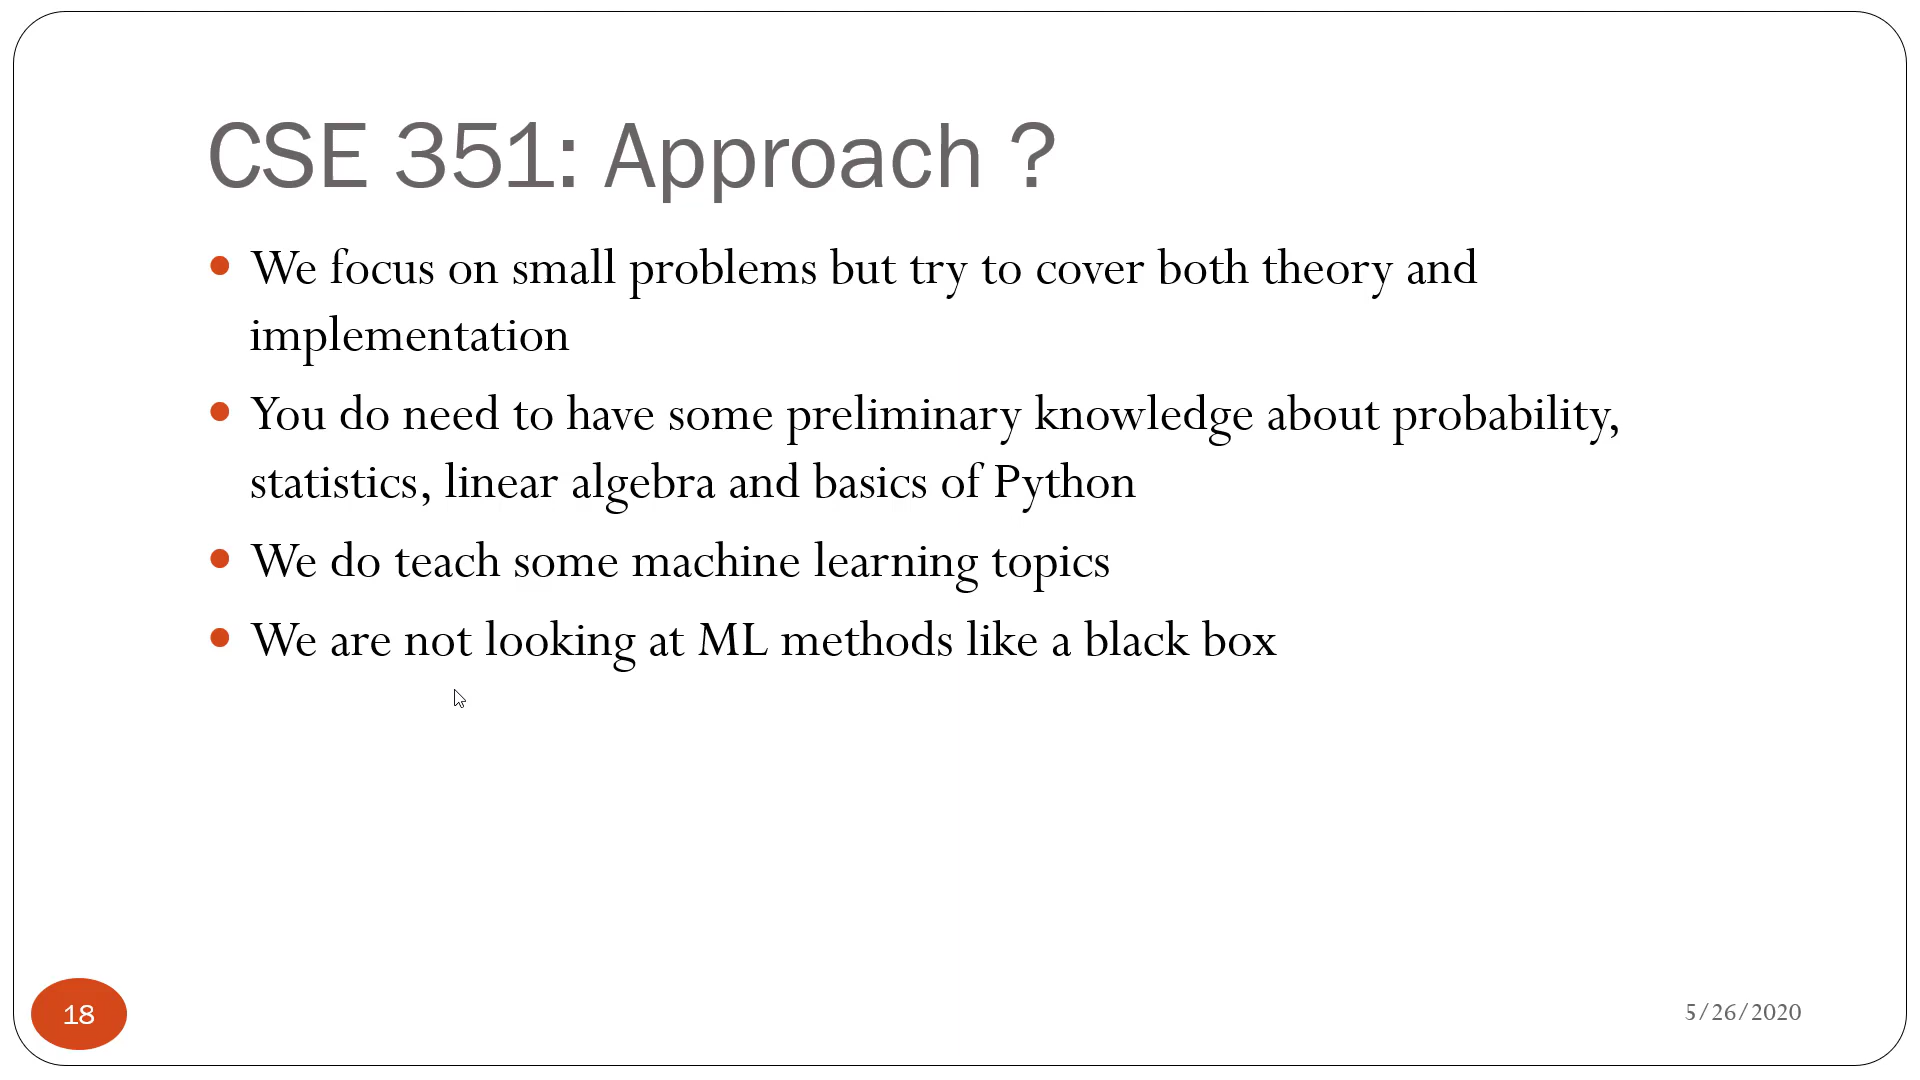 CSE 351: Approach ?
• We focus on small problems but try to cover both theory and
implementation
• You do need to have some preliminary knowledge about probability,
statistics, linear algebra and basics of Python
• We do teach some machine learning topics
• We are not looking at ML methods like a black box
18
5/26/2020